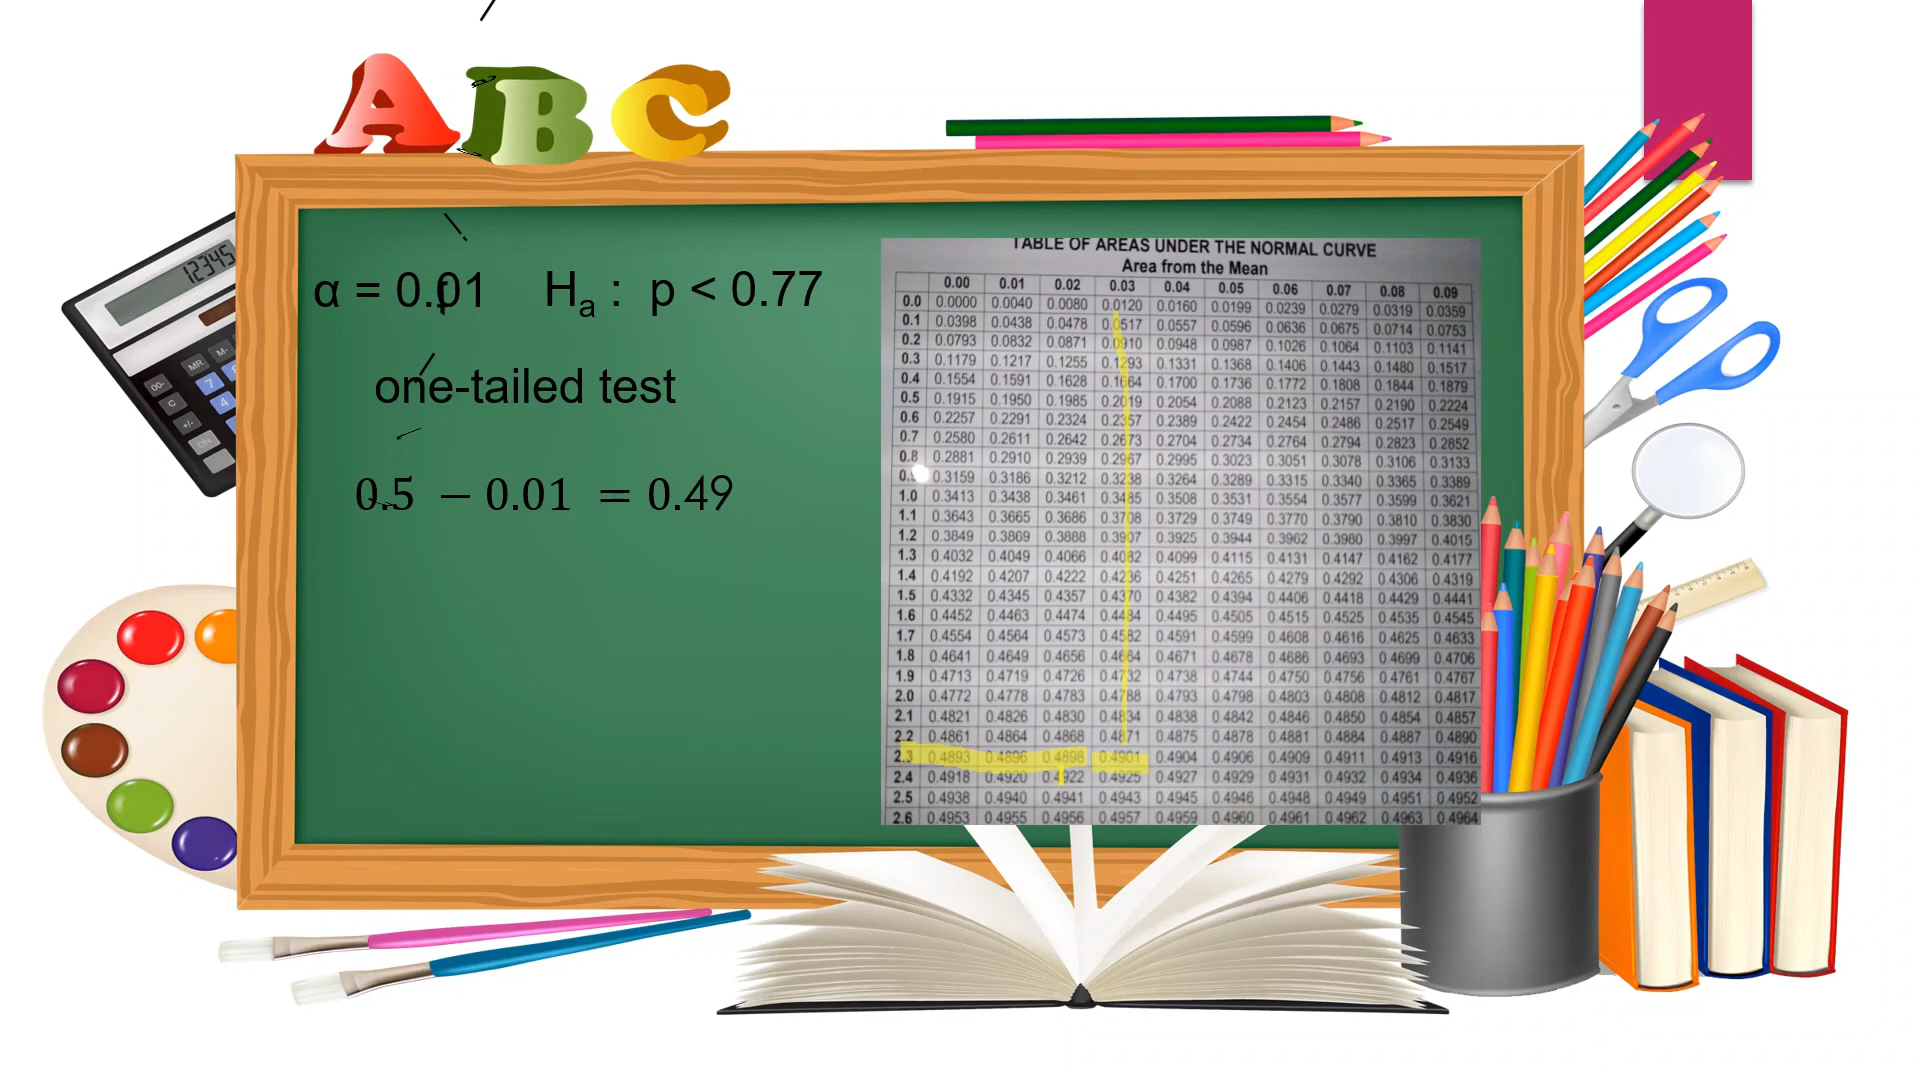 A B C
12345
α = 0.01 Hₐ : p < 0.77
one-tailed test
0.5 − 0.01 = 0.49
TABLE OF AREAS UNDER THE NORMAL CURVE
Area from the Mean
0.00 0.01 0.02 0.03 0.04 0.05 0.06 0.07 0.08 0.09
0.0 0.0000 0.0040 0.0080 0.0120 0.0160 0.0199 0.0239 0.0279 0.0319 0.0359
0.1 0.0398 0.0438 0.0478 0.0517 0.0557 0.0596 0.0636 0.0675 0.0714 0.0753
0.2 0.0793 0.0832 0.0871 0.0910 0.0948 0.0987 0.1026 0.1064 0.1103 0.1141
0.3 0.1179 0.1217 0.1255 0.1293 0.1331 0.1368 0.1406 0.1443 0.1480 0.1517
0.4 0.1554 0.1591 0.1628 0.1664 0.1700 0.1736 0.1772 0.1808 0.1844 0.1879
0.5 0.1915 0.1950 0.1985 0.2019 0.2054 0.2088 0.2123 0.2157 0.2190 0.2224
0.6 0.2257 0.2291 0.2324 0.2357 0.2389 0.2422 0.2454 0.2486 0.2517 0.2549
0.7 0.2580 0.2611 0.2642 0.2673 0.2704 0.2734 0.2764 0.2794 0.2823 0.2852
0.8 0.2881 0.2910 0.2939 0.2967 0.2995 0.3023 0.3051 0.3078 0.3106 0.3133
0.9 0.3159 0.3186 0.3212 0.3238 0.3264 0.3289 0.3315 0.3340 0.3365 0.3389
1.0 0.3413 0.3438 0.3461 0.3485 0.3508 0.3531 0.3554 0.3577 0.3599 0.3621
1.1 0.3643 0.3665 0.3686 0.3708 0.3729 0.3749 0.3770 0.3790 0.3810 0.3830
1.2 0.3849 0.3869 0.3888 0.3907 0.3925 0.3944 0.3962 0.3980 0.3997 0.4015
1.3 0.4032 0.4049 0.4066 0.4082 0.4099 0.4115 0.4131 0.4147 0.4162 0.4177
1.4 0.4192 0.4207 0.4222 0.4236 0.4251 0.4265 0.4279 0.4292 0.4306 0.4319
1.5 0.4332 0.4345 0.4357 0.4370 0.4382 0.4394 0.4406 0.4418 0.4429 0.4441
1.6 0.4452 0.4463 0.4474 0.4484 0.4495 0.4505 0.4515 0.4525 0.4535 0.4545
1.7 0.4554 0.4564 0.4573 0.4582 0.4591 0.4599 0.4608 0.4616 0.4625 0.4633
1.8 0.4641 0.4649 0.4656 0.4664 0.4671 0.4678 0.4686 0.4693 0.4699 0.4706
1.9 0.4713 0.4719 0.4726 0.4732 0.4738 0.4744 0.4750 0.4756 0.4761 0.4767
2.0 0.4772 0.4778 0.4783 0.4788 0.4793 0.4798 0.4803 0.4808 0.4812 0.4817
2.1 0.4821 0.4826 0.4830 0.4834 0.4838 0.4842 0.4846 0.4850 0.4854 0.4857
2.2 0.4861 0.4864 0.4868 0.4871 0.4875 0.4878 0.4881 0.4884 0.4887 0.4890
2.3 0.4893 0.4896 0.4898 0.4901 0.4904 0.4906 0.4909 0.4911 0.4913 0.4916
2.4 0.4918 0.4920 0.4922 0.4925 0.4927 0.4929 0.4931 0.4932 0.4934 0.4936
2.5 0.4938 0.4940 0.4941 0.4943 0.4945 0.4946 0.4948 0.4949 0.4951 0.4952
2.6 0.4953 0.4955 0.4956 0.4957 0.4959 0.4960 0.4961 0.4962 0.4963 0.4964